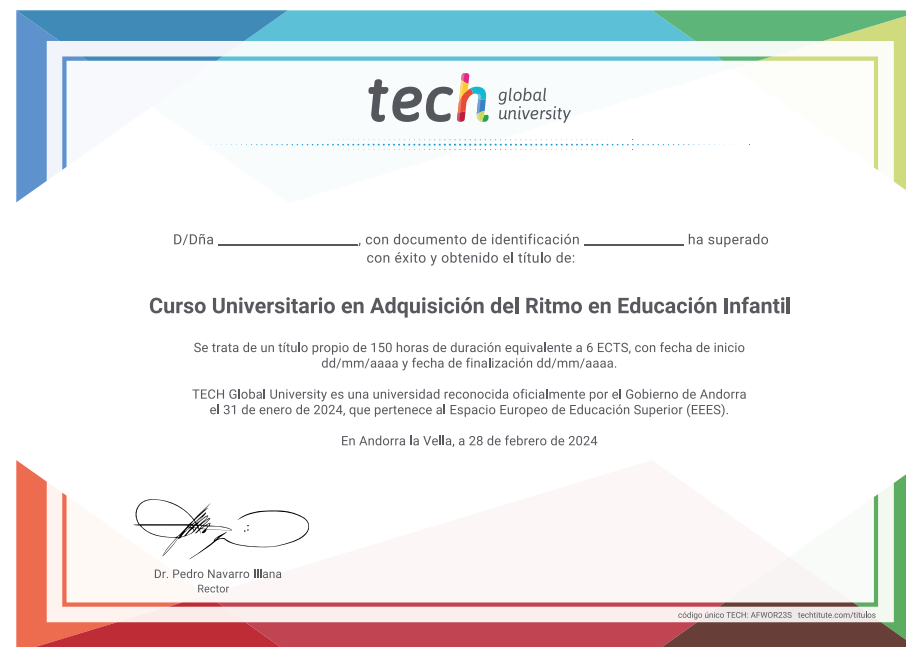 tech global university
D/Dña ____________________, con documento de identificación ______________ ha superado
con éxito y obtenido el título de:
Curso Universitario en Adquisición del Ritmo en Educación Infantil
Se trata de un título propio de 150 horas de duración equivalente a 6 ECTS, con fecha de inicio
dd/mm/aaaa y fecha de finalización dd/mm/aaaa.
TECH Global University es una universidad reconocida oficialmente por el Gobierno de Andorra
el 31 de enero de 2024, que pertenece al Espacio Europeo de Educación Superior (EEES).
En Andorra la Vella, a 28 de febrero de 2024
Dr. Pedro Navarro Illana
Rector
código único TECH: AFWOR23S techtitute.com/titulos